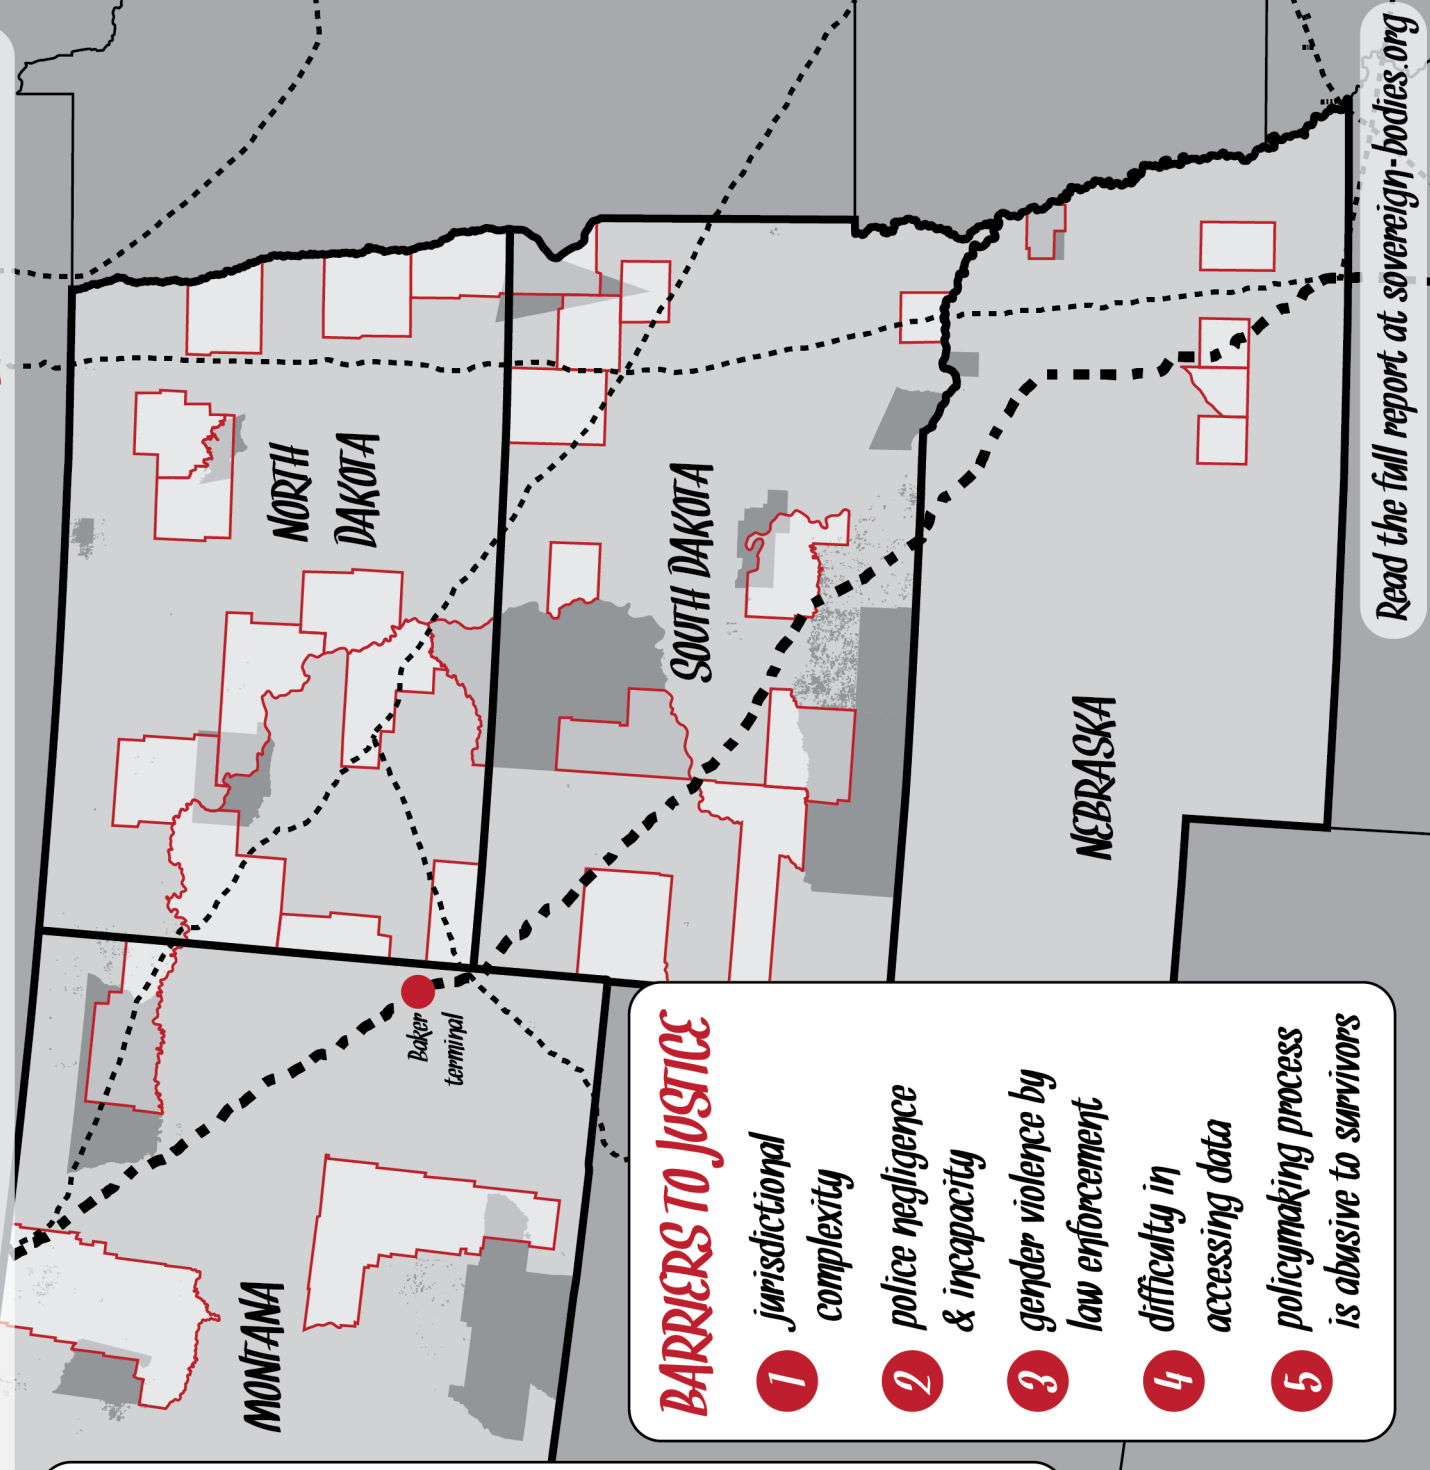 MONTANA
NORTH
DAKOTA
Baker
terminal
SOUTH DAKOTA
NEBRASKA
BARRIERS TO JUSTICE
1 jurisdictional
complexity
2 police negligence
& incapacity
3 gender violence by
law enforcement
4 difficulty in
accessing data
5 policymaking process
is abusive to survivors
Read the full report at sovereign-bodies.org